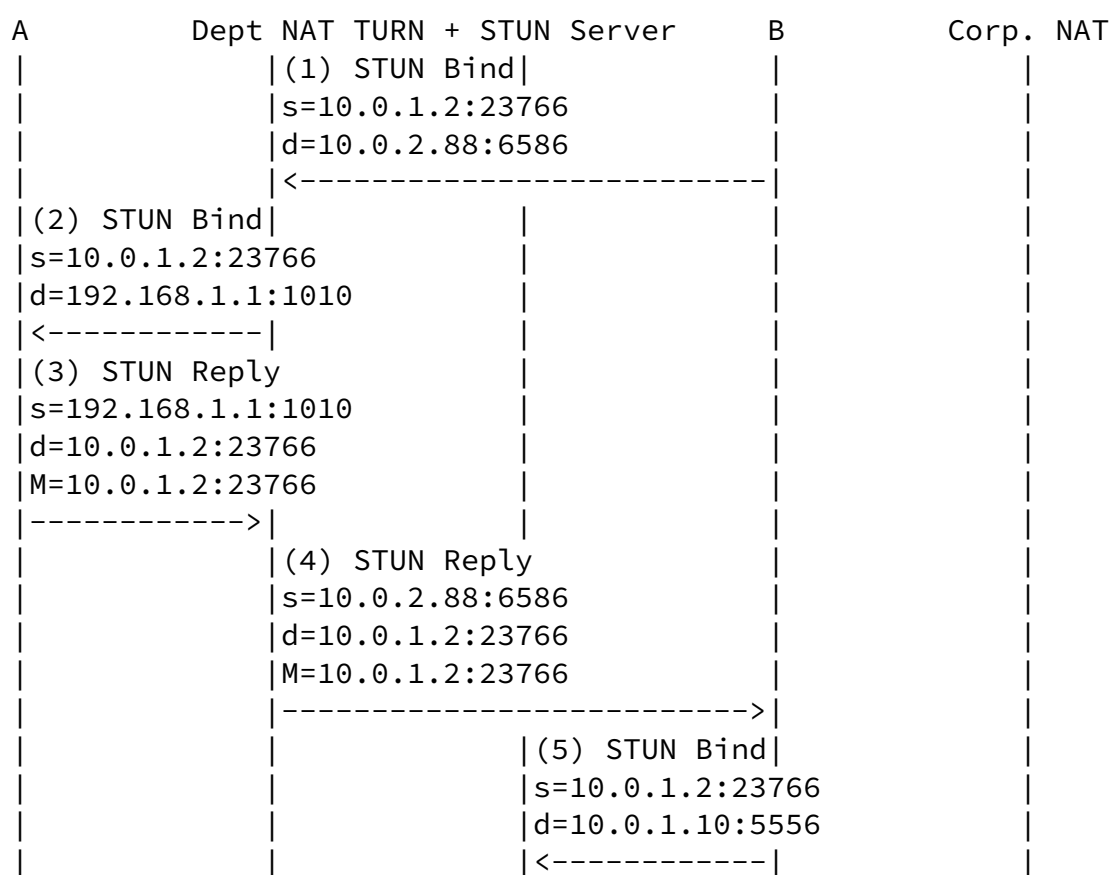 A          Dept NAT TURN + STUN Server     B         Corp. NAT
|             |(1) STUN Bind|             |             |
|             |s=10.0.1.2:23766           |             |
|             |d=10.0.2.88:6586           |             |
|             |<--------------------------|             |
|(2) STUN Bind|             |             |             |
|s=10.0.1.2:23766           |             |             |
|d=192.168.1.1:1010         |             |             |
|<------------|             |             |             |
|(3) STUN Reply             |             |             |
|s=192.168.1.1:1010         |             |             |
|d=10.0.1.2:23766           |             |             |
|M=10.0.1.2:23766           |             |             |
|------------>|             |             |             |
|             |(4) STUN Reply             |             |
|             |s=10.0.2.88:6586           |             |
|             |d=10.0.1.2:23766           |             |
|             |M=10.0.1.2:23766           |             |
|             |-------------------------->|             |
|             |             |(5) STUN Bind|             |
|             |             |s=10.0.1.2:23766           |
|             |             |d=10.0.1.10:5556           |
|             |             |<------------|             |